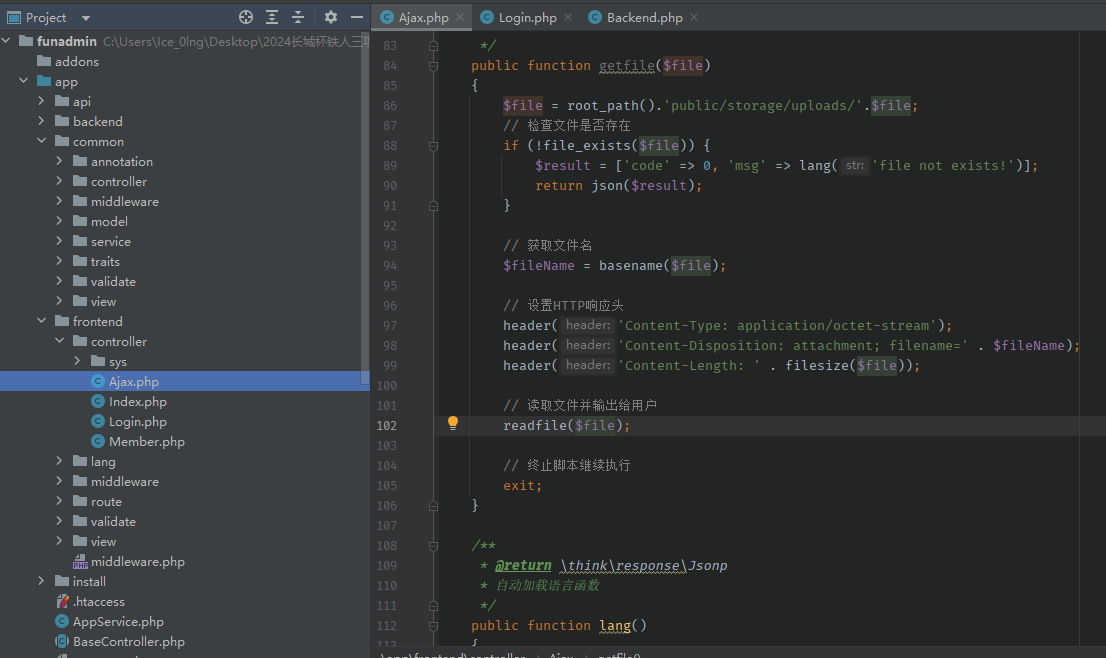 Project
Ajax.php
Login.php
Backend.php
funadmin C:\Users\Ice_0lng\Desktop\2024长城杯铁人三
addons
app
api
backend
common
annotation
controller
middleware
model
service
traits
validate
view
frontend
controller
sys
Ajax.php
Index.php
Login.php
Member.php
lang
middleware
route
validate
view
middleware.php
install
.htaccess
AppService.php
BaseController.php
83 */
84 public function getfile($file)
85 {
86 $file = root_path().'public/storage/uploads/'.$file;
87 // 检查文件是否存在
88 if (!file_exists($file)) {
89 $result = ['code' => 0, 'msg' => lang( str: 'file not exists!')];
90 return json($result);
91 }
92
93 // 获取文件名
94 $fileName = basename($file);
95
96 // 设置HTTP响应头
97 header( header: 'Content-Type: application/octet-stream');
98 header( header: 'Content-Disposition: attachment; filename=' . $fileName);
99 header( header: 'Content-Length: ' . filesize($file));
100
101 // 读取文件并输出给用户
102 readfile($file);
103
104 // 终止脚本继续执行
105 exit;
106 }
107
108 /**
109 * @return \think\response\Jsonp
110 * 自动加载语言函数
111 */
112 public function lang()
113 {
\app\frontend\controller › Ajax › getfile()